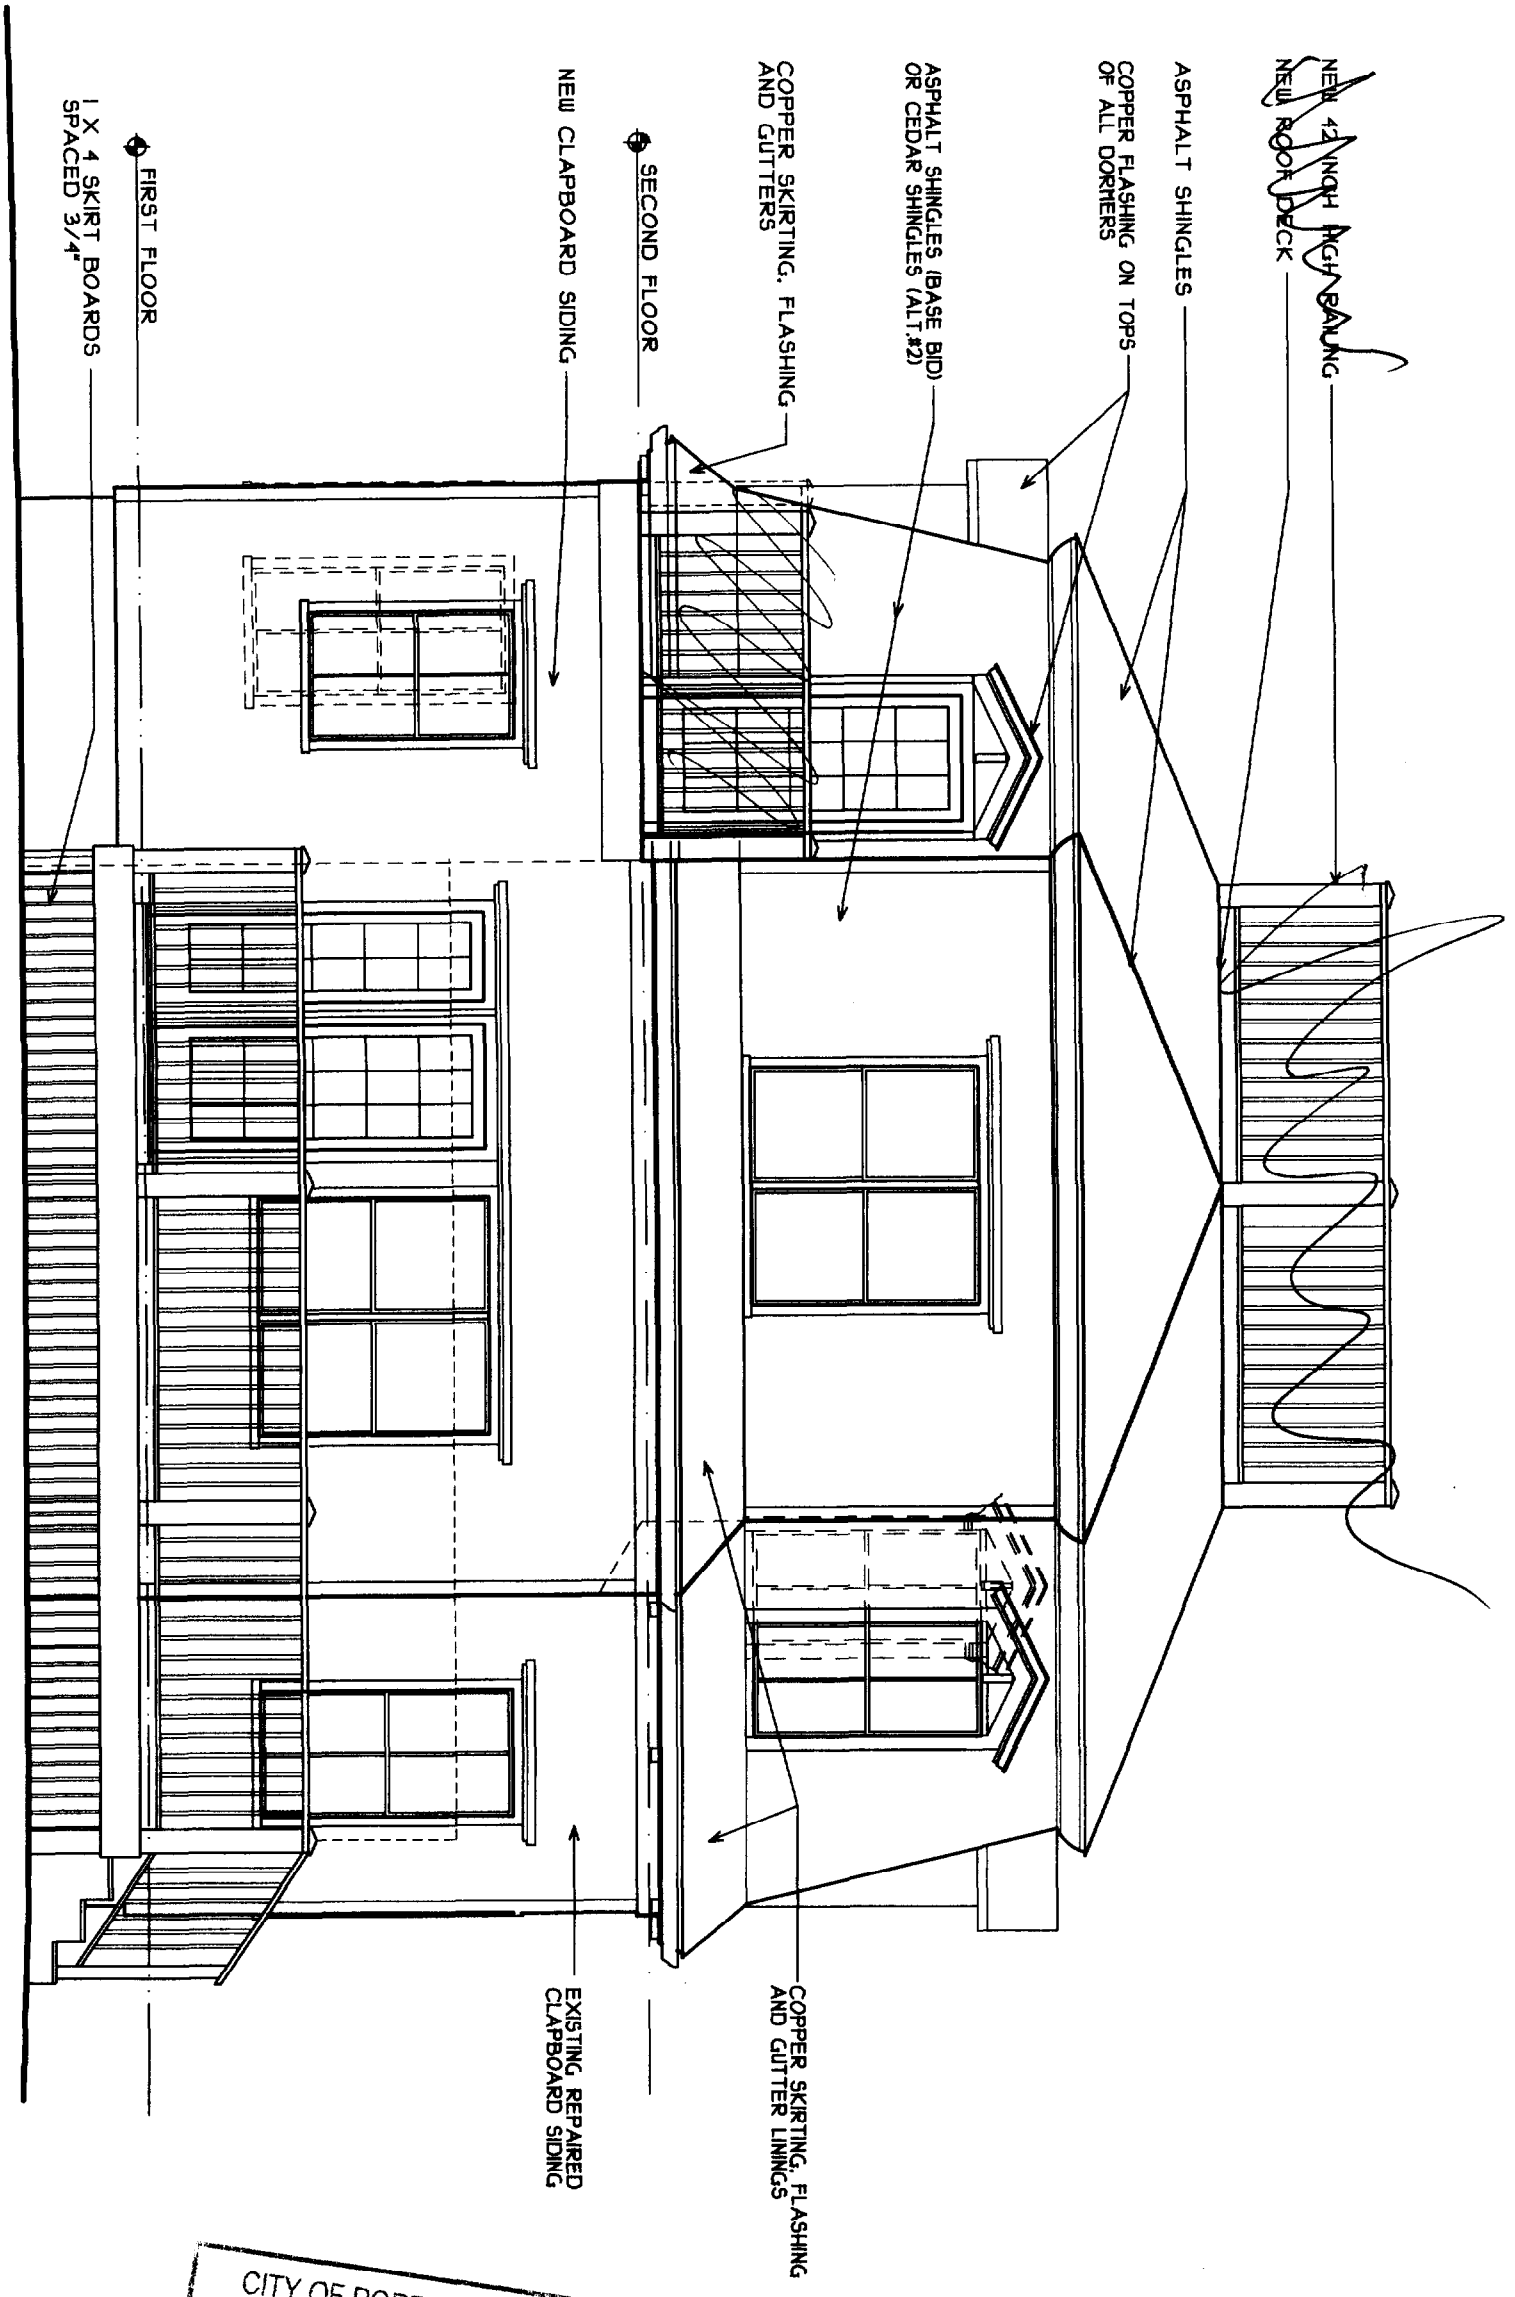 NEW 42 INCH HIGH RAILING
NEW ROOF DECK
ASPHALT SHINGLES
COPPER FLASHING ON TOPS
OF ALL DORMERS
ASPHALT SHINGLES (BASE BID)
OR CEDAR SHINGLES (ALT.#2)
COPPER SKIRTING, FLASHING
AND GUTTERS
SECOND FLOOR
NEW CLAPBOARD SIDING
FIRST FLOOR
1 X 4 SKIRT BOARDS
SPACED 3/4"
COPPER SKIRTING, FLASHING
AND GUTTER LININGS
EXISTING REPAIRED
CLAPBOARD SIDING
CITY OF